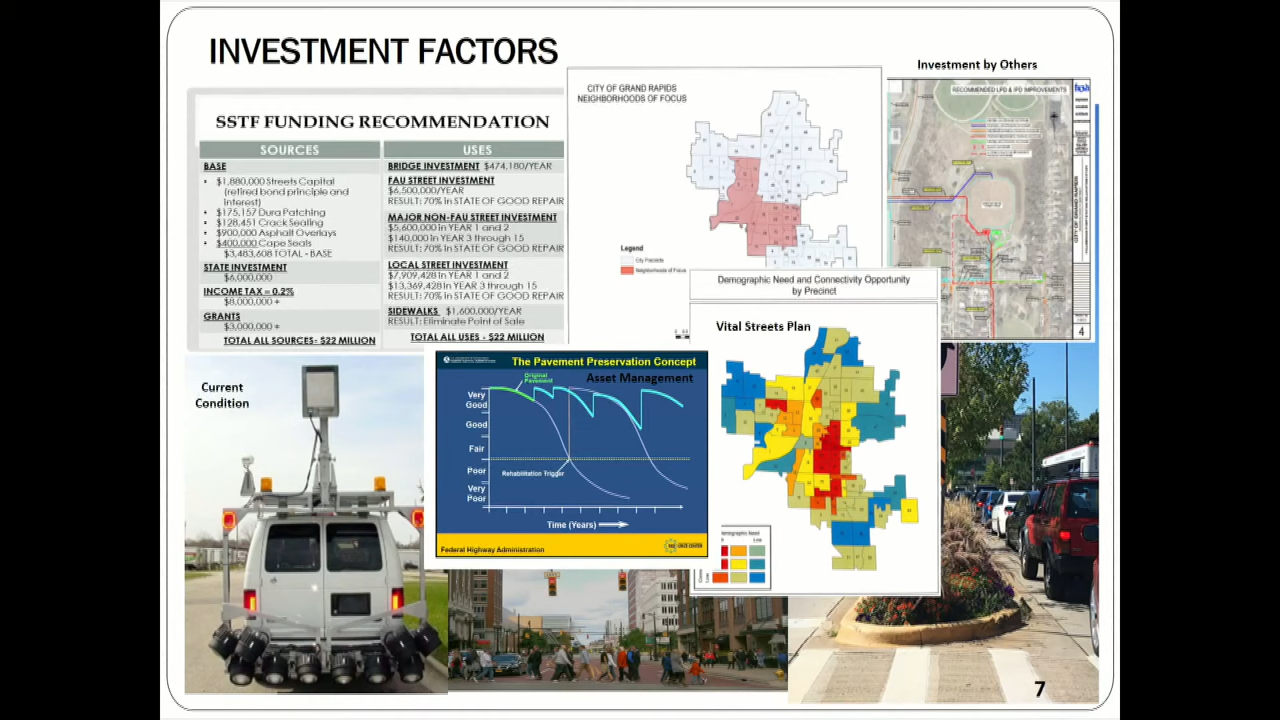 INVESTMENT FACTORS
SSTF FUNDING RECOMMENDATION
SOURCES
BASE
• $1,880,000 Streets Capital
(retired bond principle and
interest)
• $175,157 Dura Patching
• $128,451 Crack Sealing
• $900,000 Asphalt Overlays
• $400,000 Cape Seals
$3,483,608 TOTAL - BASE
STATE INVESTMENT
$6,000,000
INCOME TAX = 0.2%
$8,000,000 +
GRANTS
$3,000,000 +
TOTAL ALL SOURCES- $22 MILLION
USES
BRIDGE INVESTMENT $474,180/YEAR
FAU STREET INVESTMENT
$6,500,000/YEAR
RESULT: 70% in STATE OF GOOD REPAIR
MAJOR NON-FAU STREET INVESTMENT
$5,600,000 in YEAR 1 and 2
$140,000 in YEAR 3 through 15
RESULT: 70% in STATE OF GOOD REPAIR
LOCAL STREET INVESTMENT
$7,909,428 in YEAR 1 and 2
$13,369,428 in YEAR 3 through 15
RESULT: 70% in STATE OF GOOD REPAIR
SIDEWALKS $1,600,000/YEAR
RESULT: Eliminate Point of Sale
TOTAL ALL USES - $22 MILLION
CITY OF GRAND RAPIDS
NEIGHBORHOODS OF FOCUS
Legend
City Precincts
Neighborhoods of Focus
Investment by Others
RECOMMENDED LPD & IPD IMPROVEMENTS
CITY OF GRAND RAPIDS
4
Demographic Need and Connectivity Opportunity
by Precinct
Vital Streets Plan
Current
Condition
The Pavement Preservation Concept
Asset Management
Original
Pavement
Very
Good
Good
Fair
Poor
Very
Poor
Rehabilitation Trigger
Time (Years)
Federal Highway Administration
7